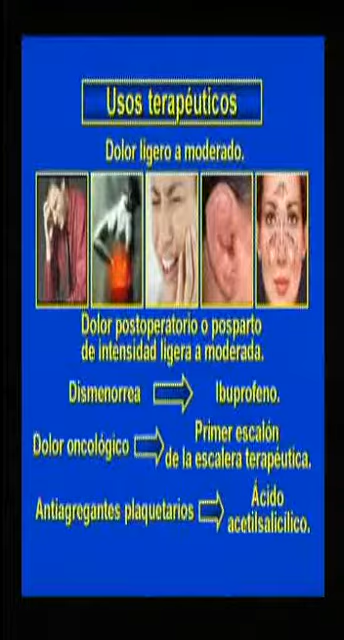 Usos terapéuticos
Dolor ligero a moderado.
Dolor postoperatorio o posparto
de intensidad ligera a moderada.
Dismenorrea
Ibuprofeno.
Dolor oncológico
Primer escalón
de la escalera terapéutica.
Antiagregantes plaquetarios
Ácido
acetilsalicílico.